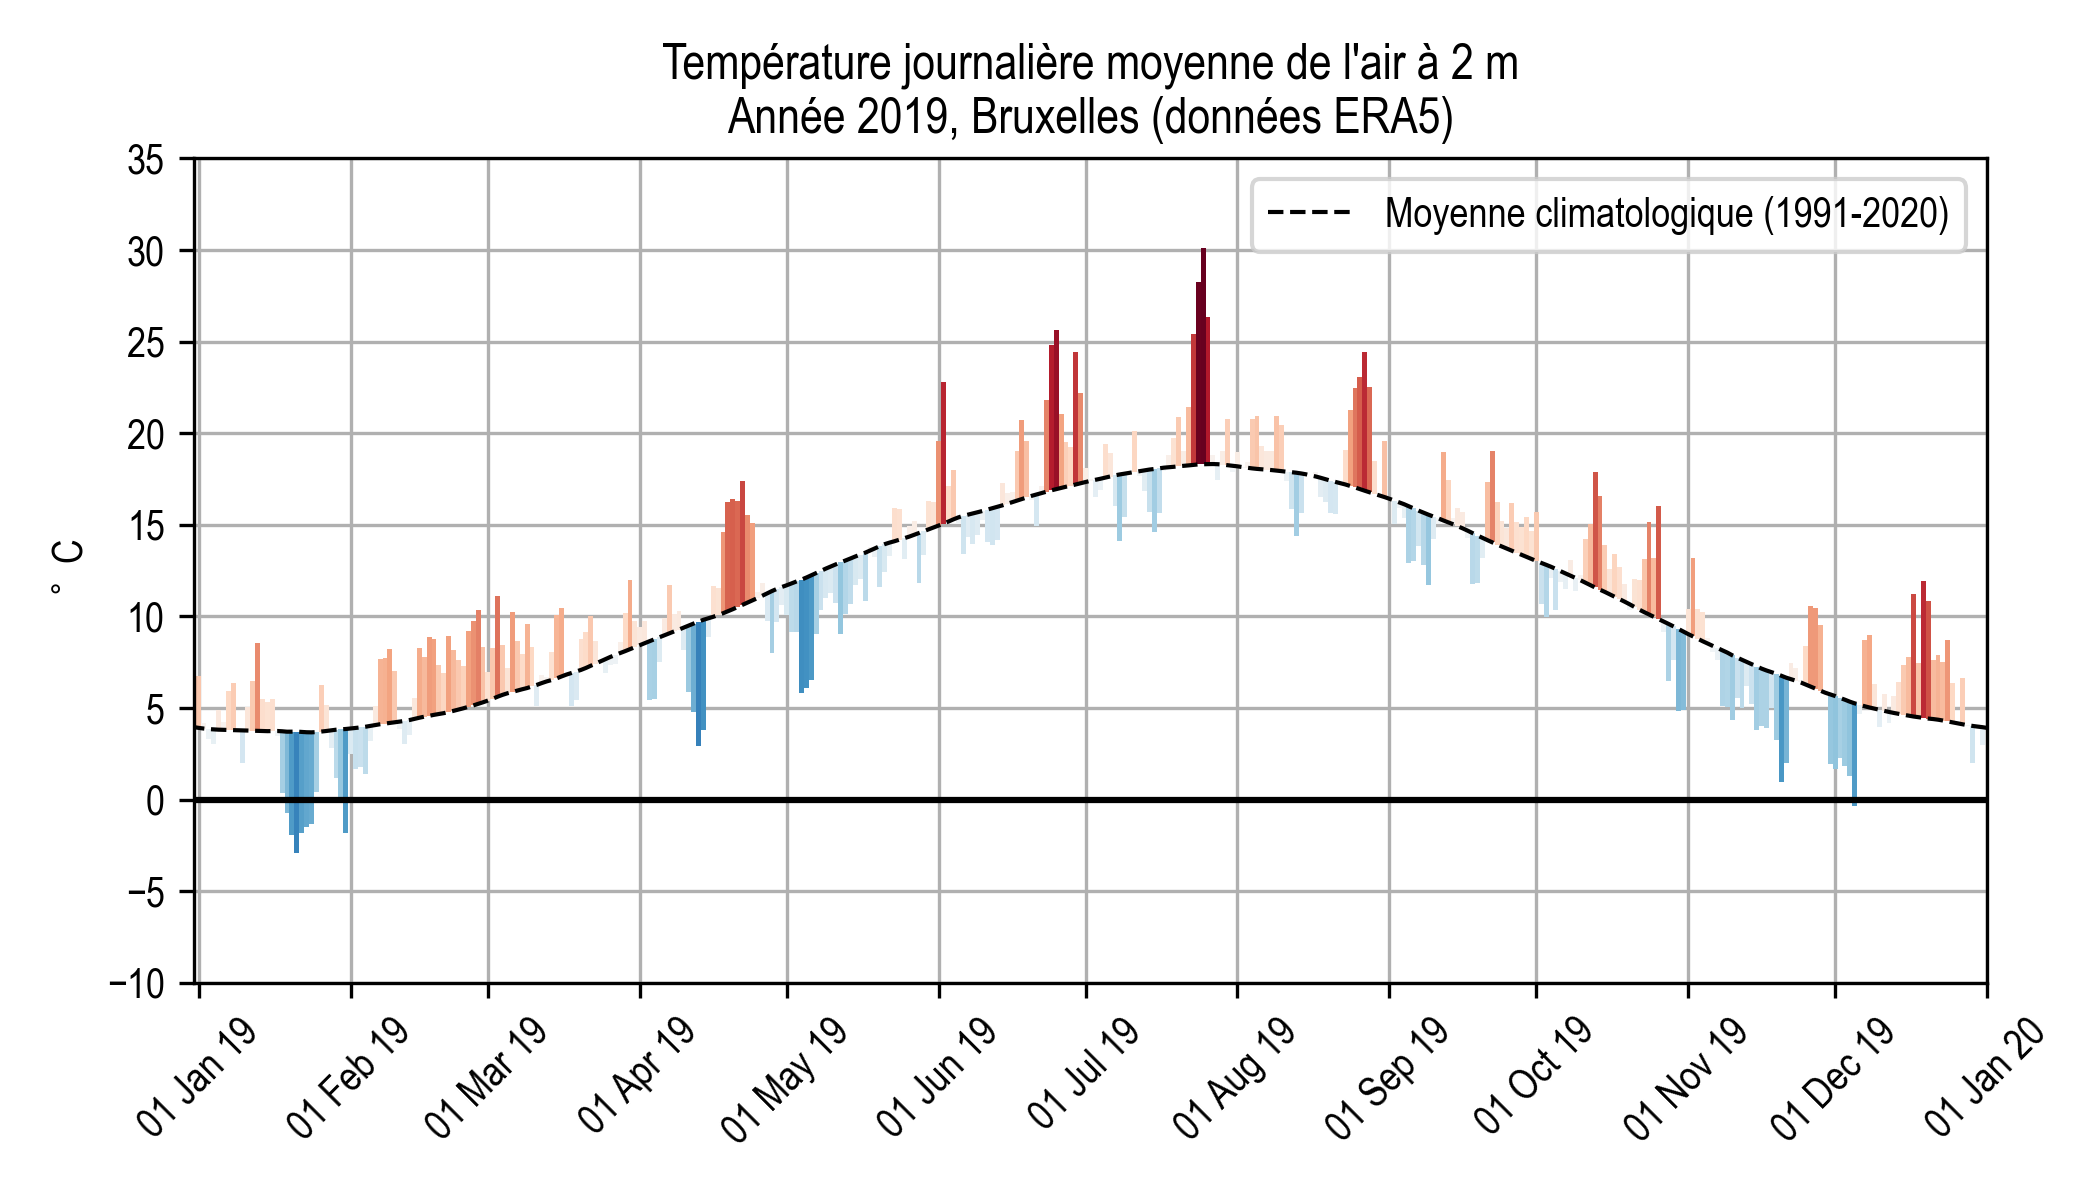 Température journalière moyenne de l'air à 2 m
Année 2019, Bruxelles (données ERA5)
Moyenne climatologique (1991-2020)
° C
35
30
25
20
15
10
5
0
−5
−10
01 Jan 19
01 Feb 19
01 Mar 19
01 Apr 19
01 May 19
01 Jun 19
01 Jul 19
01 Aug 19
01 Sep 19
01 Oct 19
01 Nov 19
01 Dec 19
01 Jan 20